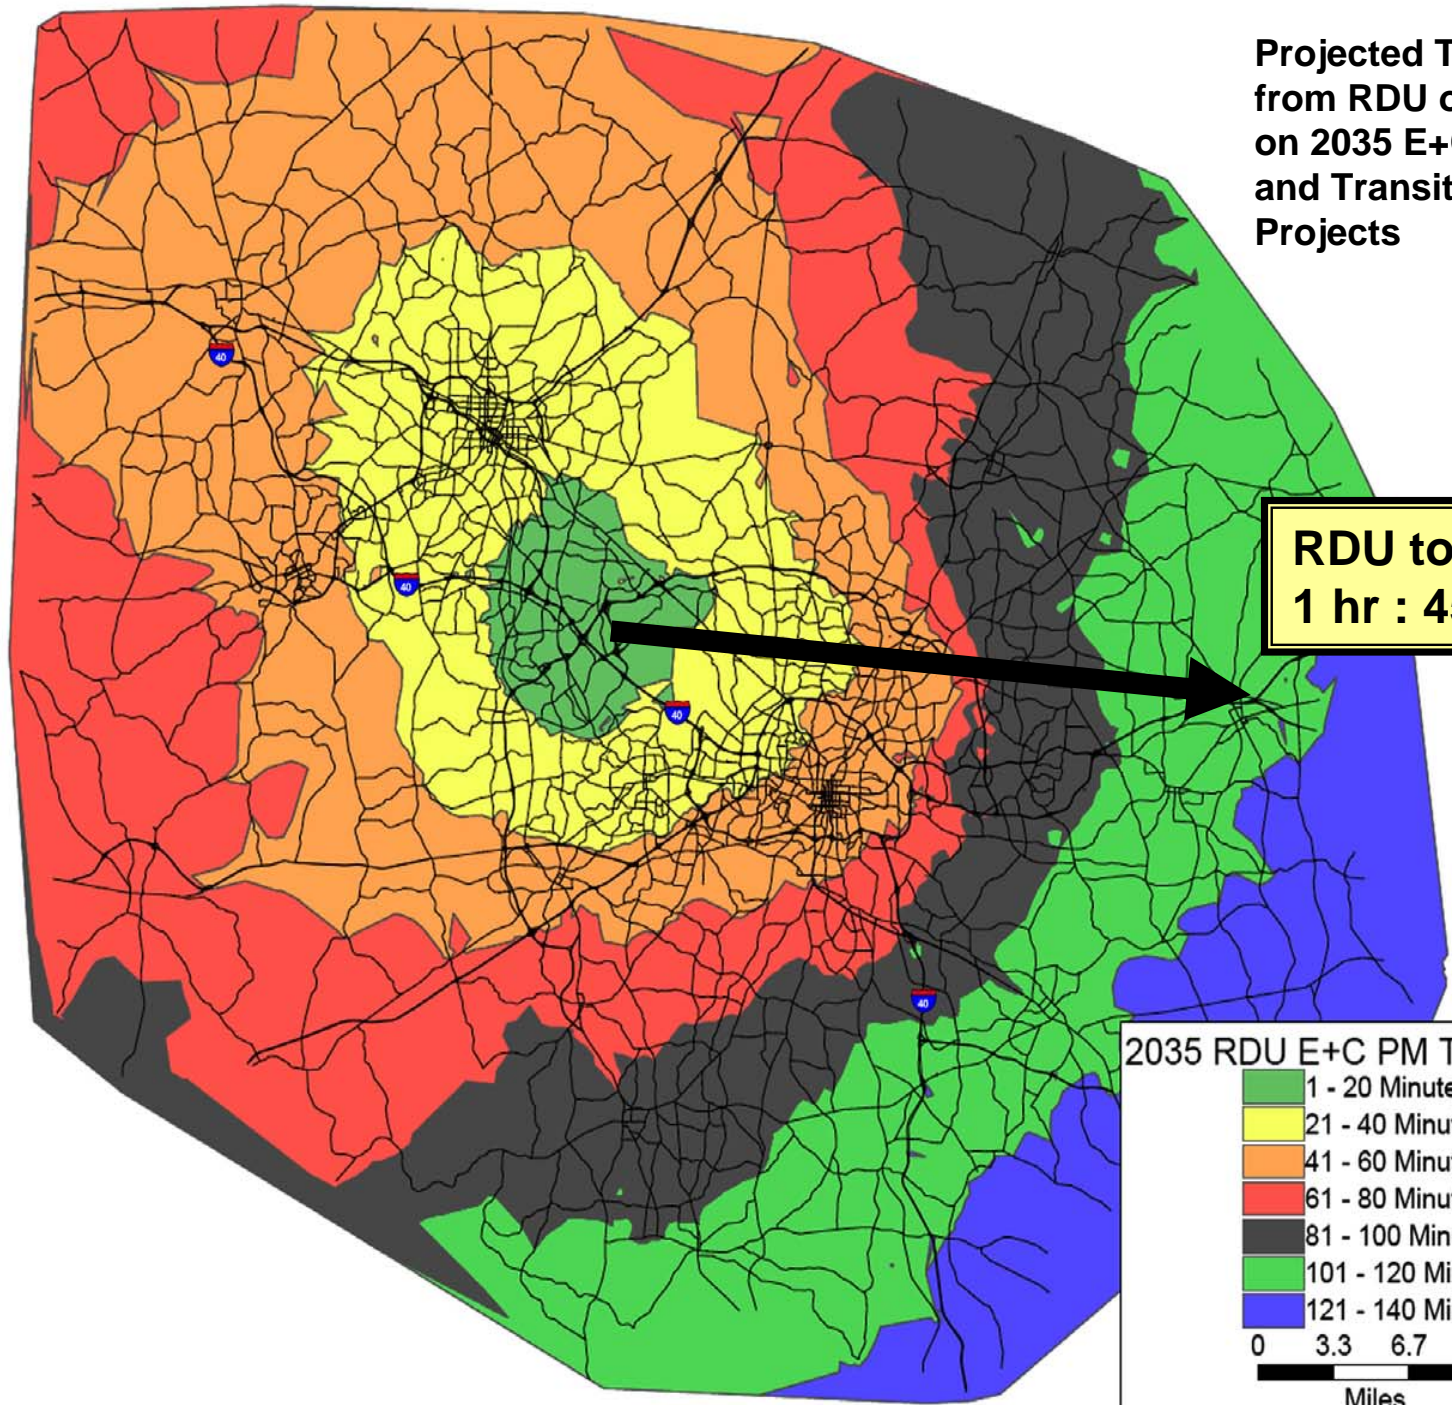 Projected T
from RDU o
on 2035 E+
and Transit
Projects
40
40
RDU to
1 hr : 4
40
40
2035 RDU E+C PM T
1 - 20 Minute
21 - 40 Minu
41 - 60 Minu
61 - 80 Minu
81 - 100 Min
101 - 120 Mi
121 - 140 Mi
0 3.3 6.7
Miles